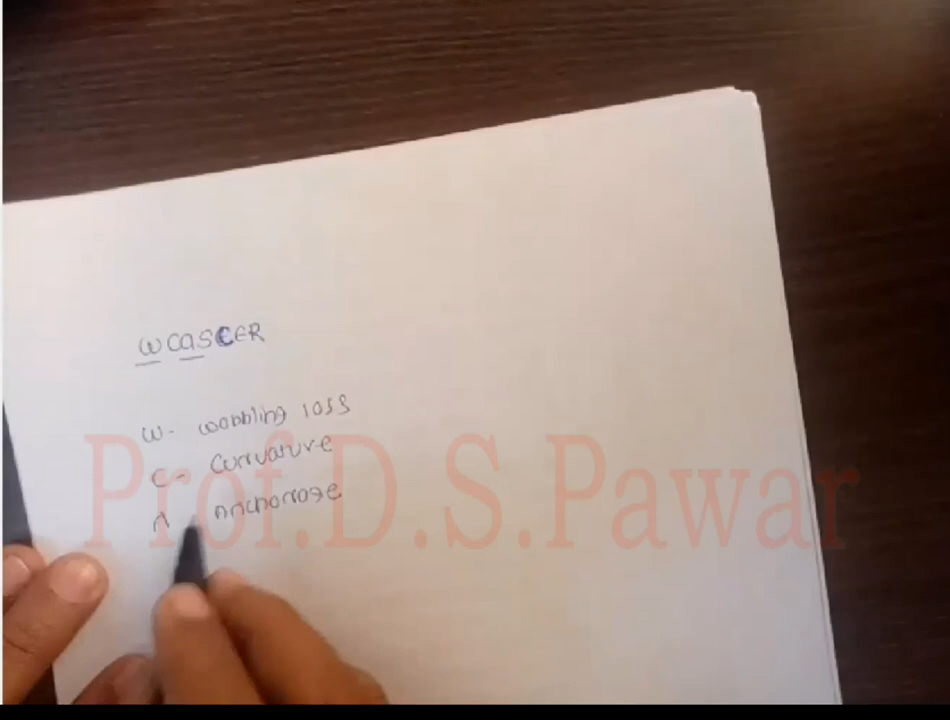 WCASCER
W- wobbling loss
C- Curvature
A Anchorage
Prof.D.S.Pawar